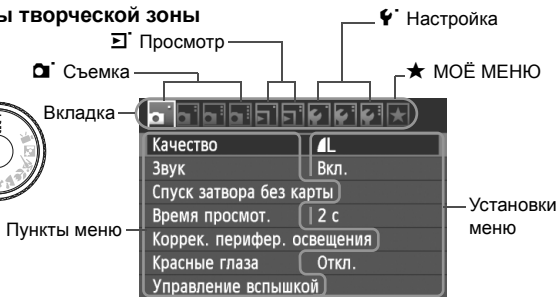 ы творческой зоны
Настройка
Просмотр
Съемка
★ МОЁ МЕНЮ
Вкладка
Качество L
Звук Вкл.
Спуск затвора без карты
Время просмот. 2 с
Коррек. перифер. освещения
Красные глаза Откл.
Управление вспышкой
Пункты меню
Установки
меню